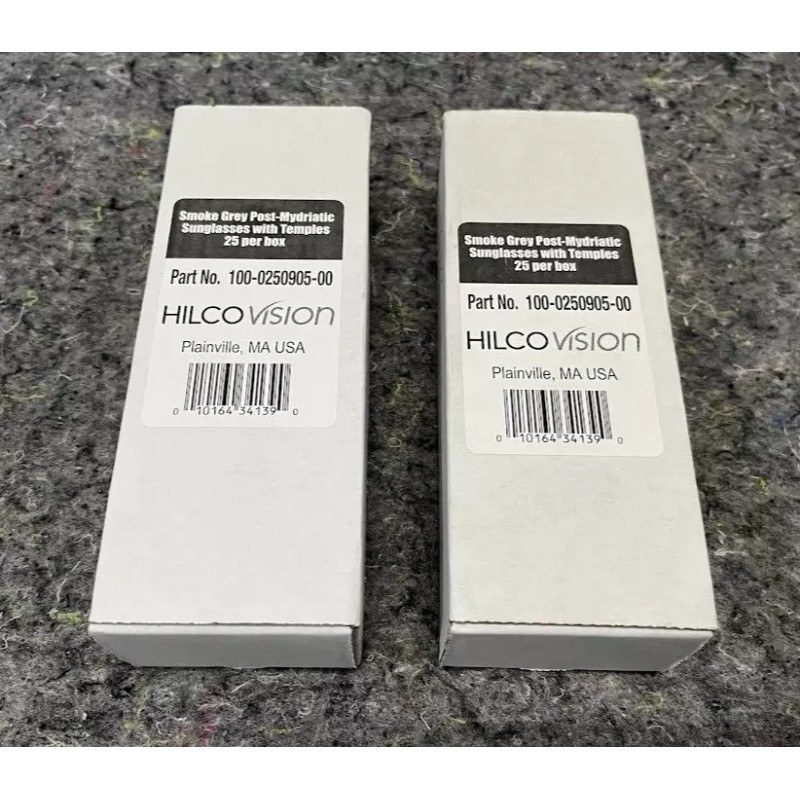 Smoke Grey Post-Mydriatic
Sunglasses with Temples
25 per box
Part No. 100-0250905-00
HILCO VISION
Plainville, MA USA
0 10164 34139 0
Smoke Grey Post-Mydriatic
Sunglasses with Temples
25 per box
Part No. 100-0250905-00
HILCO VISION
Plainville, MA USA
0 10164 34139 0